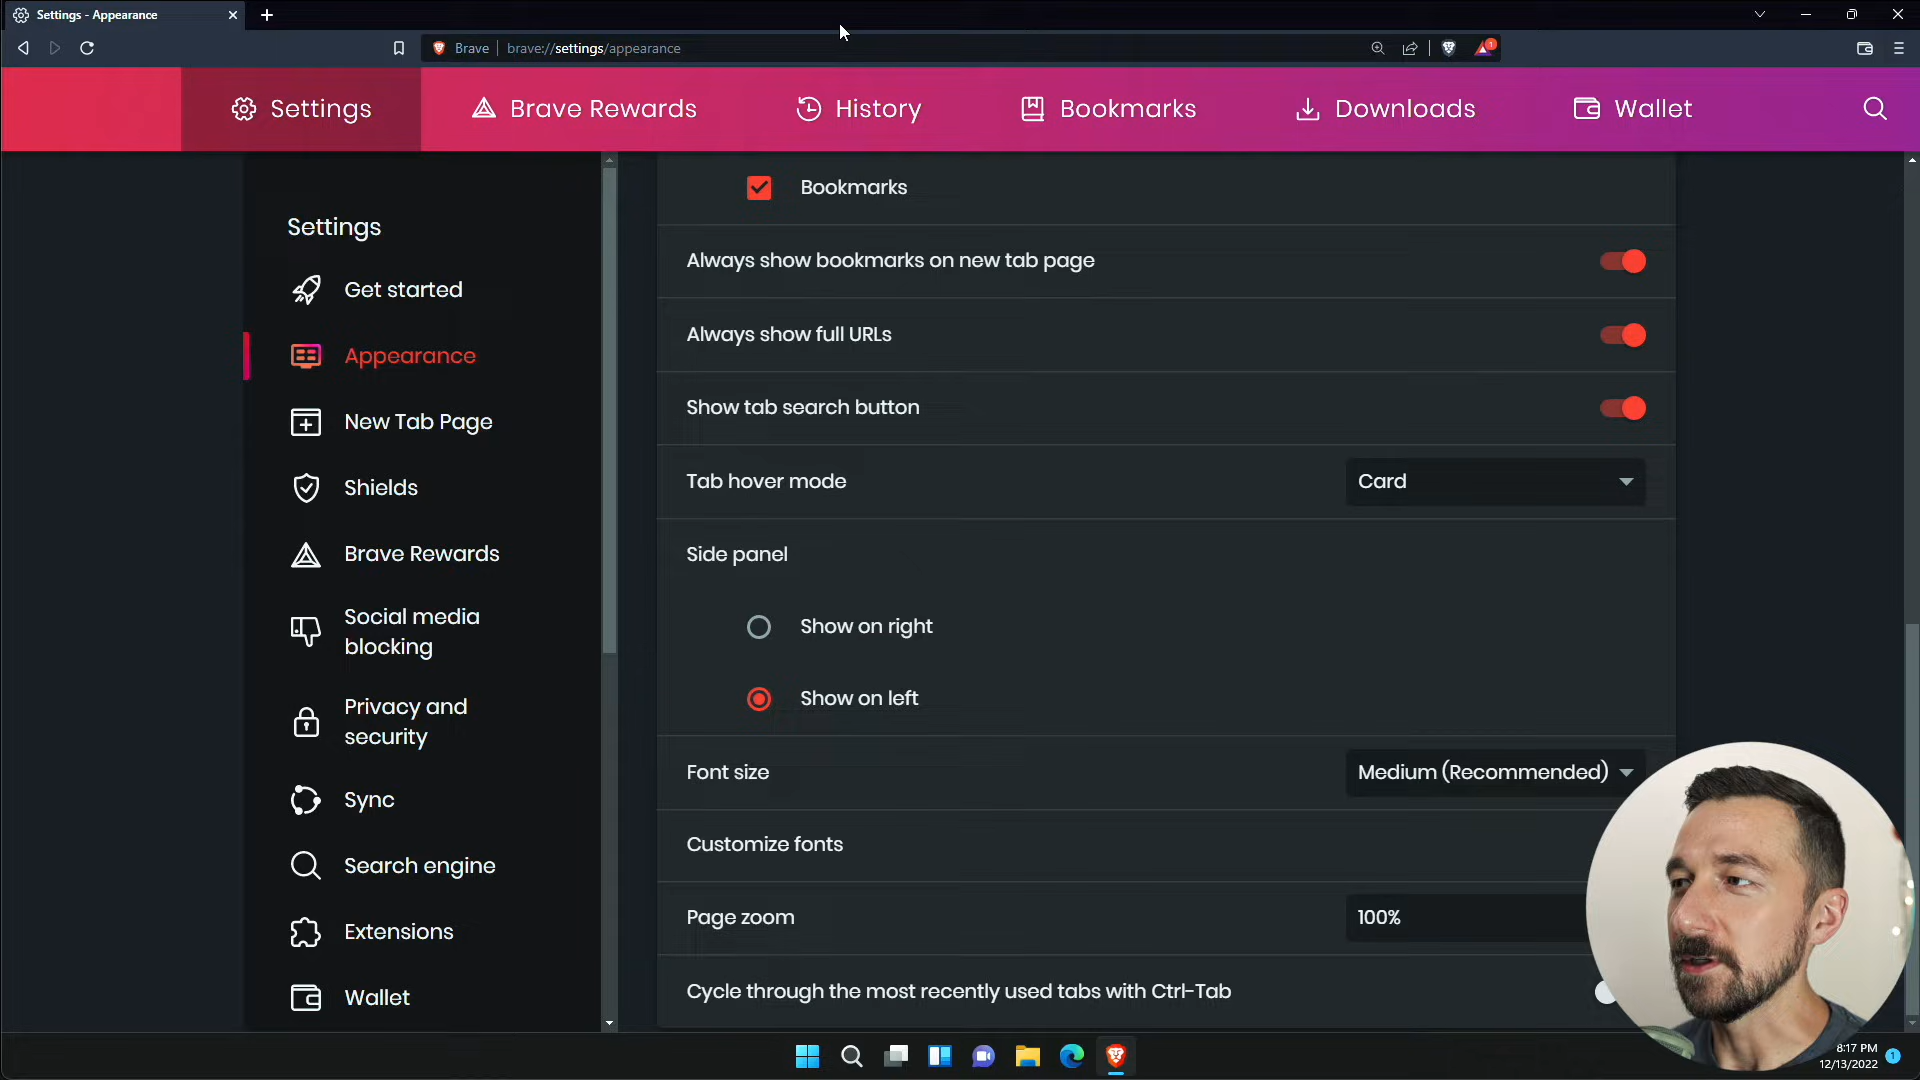 Settings - Appearance
Brave
brave://settings/appearance
1
Settings
Brave Rewards
History
Bookmarks
Downloads
Wallet
Settings
Get started
Appearance
New Tab Page
Shields
Brave Rewards
Social media
blocking
Privacy and
security
Sync
Search engine
Extensions
Wallet
Bookmarks
Always show bookmarks on new tab page
Always show full URLs
Show tab search button
Tab hover mode
Card
Side panel
Show on right
Show on left
Font size
Medium (Recommended)
Customize fonts
Page zoom
100%
Cycle through the most recently used tabs with Ctrl-Tab
8:17 PM
12/13/2022
1